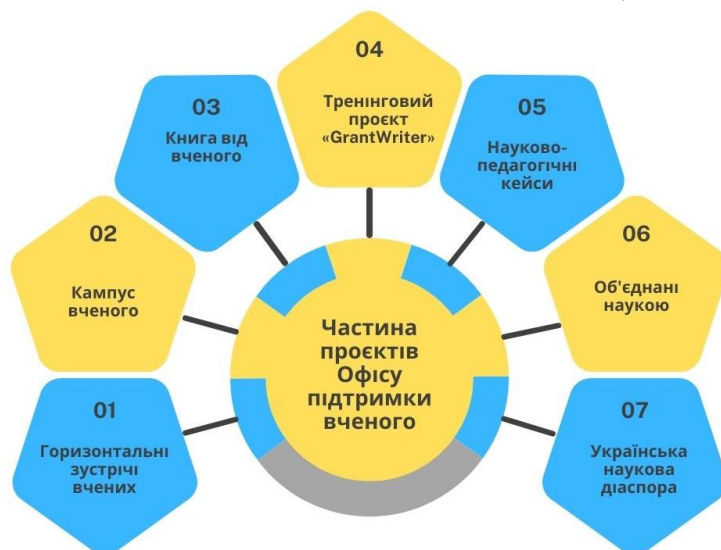 04
Тренінговий
проєкт
«GrantWriter»
03
Книга від
вченого
05
Науково-
педагогічні
кейси
02
Кампус
вченого
06
Об'єднані
наукою
Частина
проєктів
Офісу
підтримки
вченого
01
Горизонтальні
зустрічі
вчених
07
Українська
наукова
діаспора